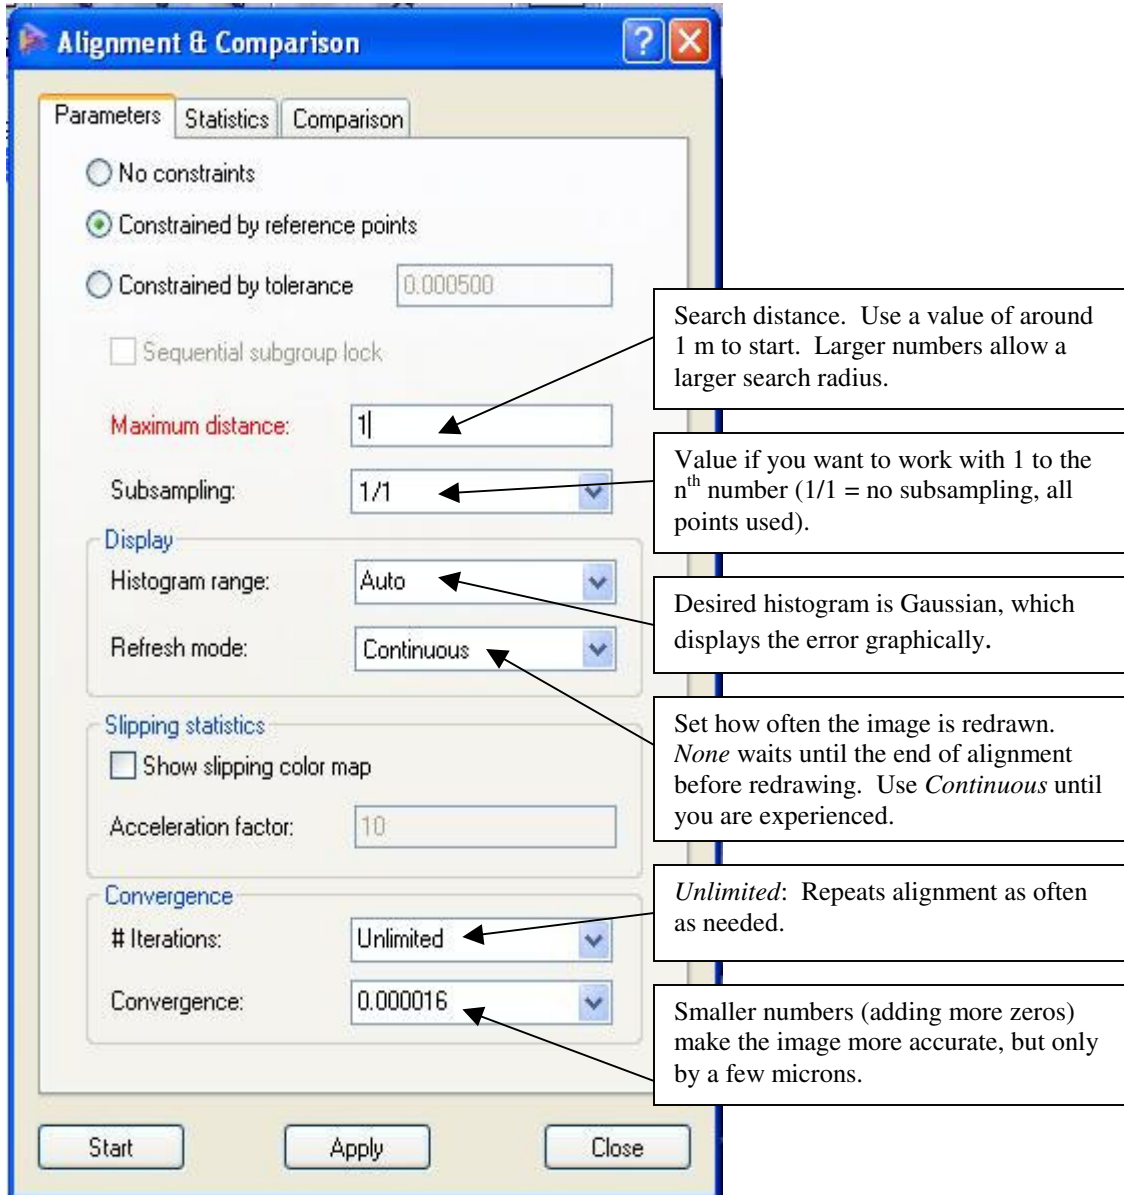 Alignment & Comparison
Parameters Statistics Comparison
No constraints
Constrained by reference points
Constrained by tolerance 0.000500
Sequential subgroup lock
Maximum distance: 1
Subsampling: 1/1
Display
Histogram range: Auto
Refresh mode: Continuous
Slipping statistics
Show slipping color map
Acceleration factor: 10
Convergence
# Iterations: Unlimited
Convergence: 0.000016
Start Apply Close
Search distance. Use a value of around
1 m to start. Larger numbers allow a
larger search radius.
Value if you want to work with 1 to the
nth number (1/1 = no subsampling, all
points used).
Desired histogram is Gaussian, which
displays the error graphically.
Set how often the image is redrawn.
None waits until the end of alignment
before redrawing. Use Continuous until
you are experienced.
Unlimited: Repeats alignment as often
as needed.
Smaller numbers (adding more zeros)
make the image more accurate, but only
by a few microns.